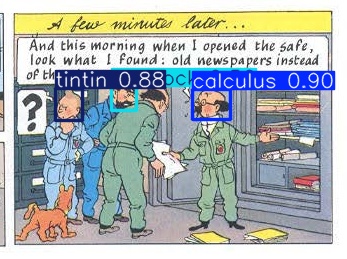 A few minutes later...
And this morning when I opened the safe,
look what I found: old newspapers instead
of th
tintin 0.88
calculus 0.90
?